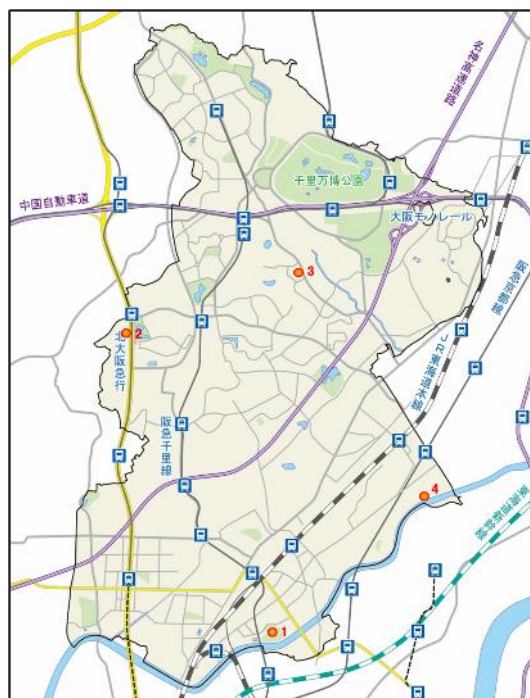 名神高速道路
千里万博公園
中国自動車道
大阪モノレール
阪急京都線
3
2
北大阪急行
JR東海道本線
阪急千里線
4
東海道新幹線
1